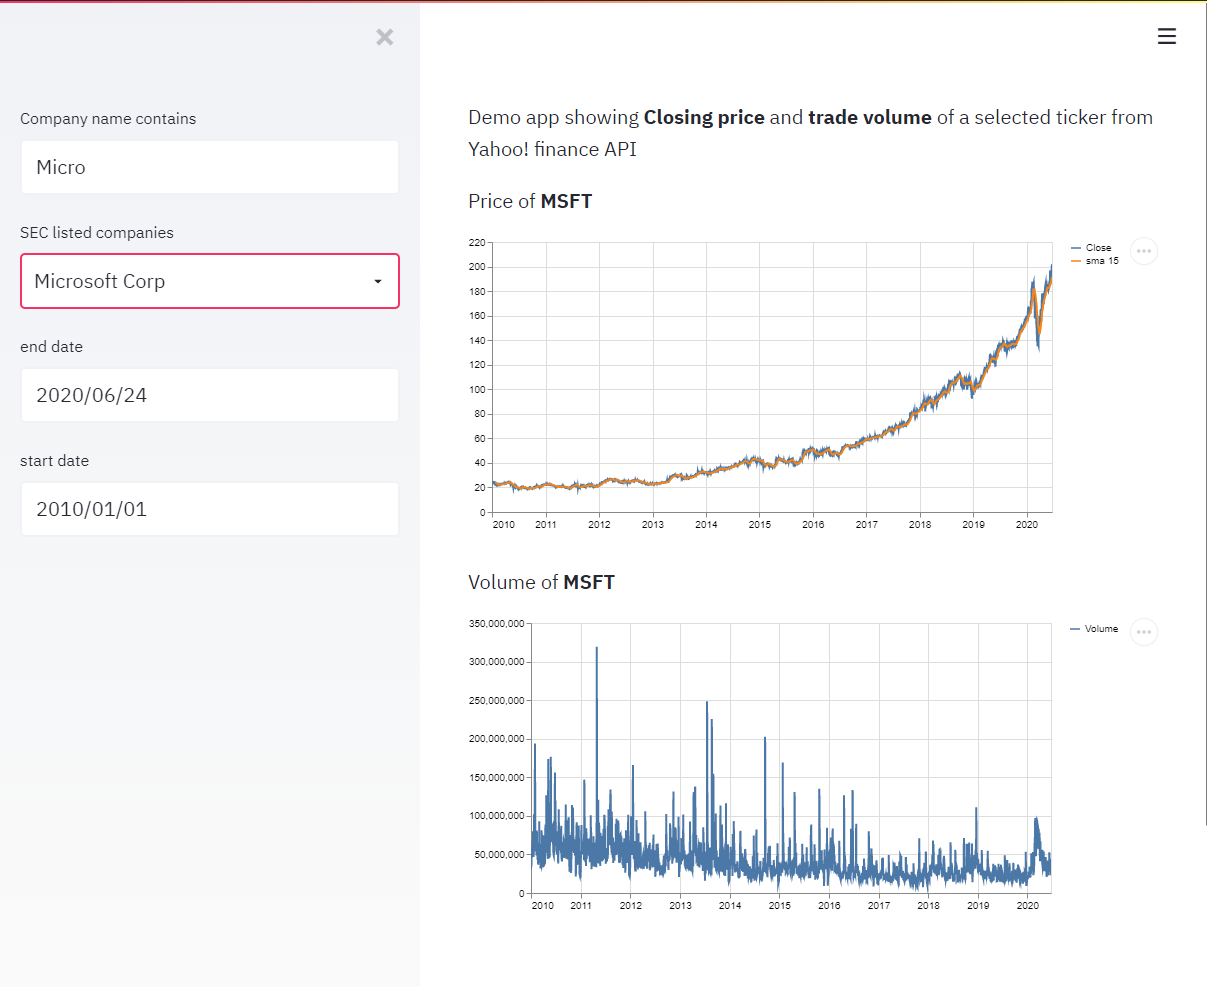 Company name contains
Micro
SEC listed companies
Microsoft Corp
end date
2020/06/24
start date
2010/01/01
Demo app showing Closing price and trade volume of a selected ticker from
Yahoo! finance API
Price of MSFT
220
200
180
160
140
120
100
80
60
40
20
0
2010 2011 2012 2013 2014 2015 2016 2017 2018 2019 2020
Close
sma 15
Volume of MSFT
350,000,000
300,000,000
250,000,000
200,000,000
150,000,000
100,000,000
50,000,000
0
2010 2011 2012 2013 2014 2015 2016 2017 2018 2019 2020
Volume